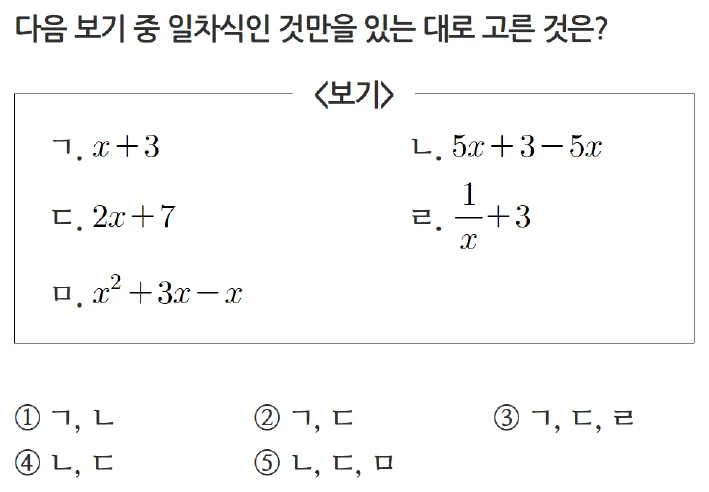 다음 보기 중 일차식인 것만을 있는 대로 고른 것은?
<보기>
ㄱ. x+3 ㄴ. 5x+3-5x
ㄷ. 2x+7 ㄹ. 1/x+3
ㅁ. x²+3x-x
① ㄱ, ㄴ ② ㄱ, ㄷ ③ ㄱ, ㄷ, ㄹ
④ ㄴ, ㄷ ⑤ ㄴ, ㄷ, ㅁ